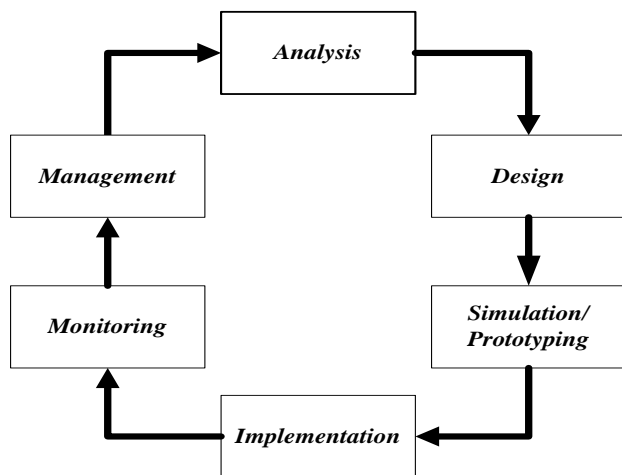 Analysis
Management
Design
Monitoring
Simulation/
Prototyping
Implementation